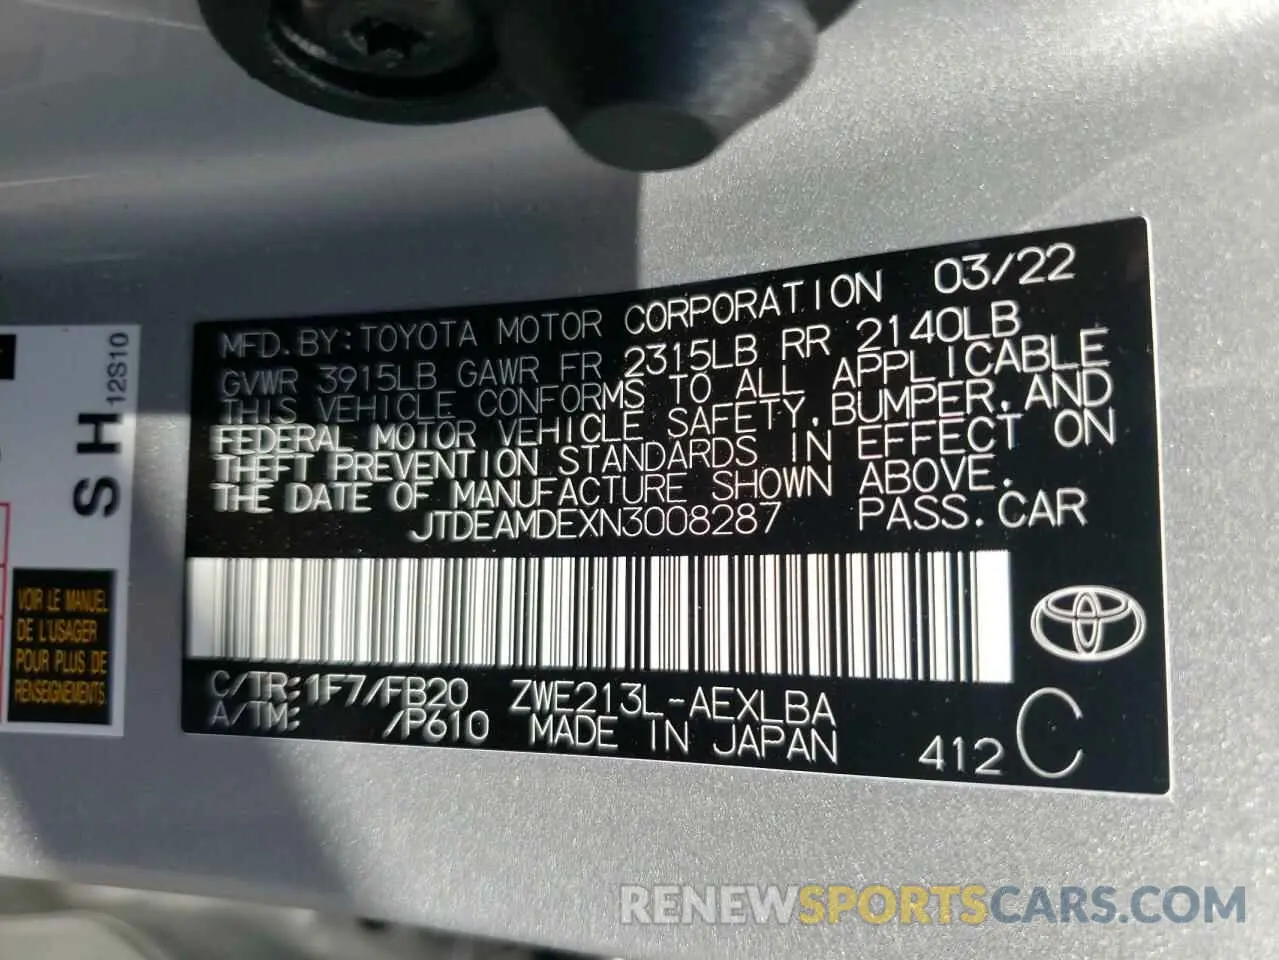 MFD. BY: TOYOTA MOTOR CORPORATION 03/22
GVWR 3915LB GAWR FR 2315LB RR 2140LB
THIS VEHICLE CONFORMS TO ALL APPLICABLE
FEDERAL MOTOR VEHICLE SAFETY, BUMPER, AND
THEFT PREVENTION STANDARDS IN EFFECT ON
THE DATE OF MANUFACTURE SHOWN ABOVE.
JTDEAMDEXN3008287 PASS. CAR
C/TR: 1F7/FB20 ZWE213L-AEXLBA
A/TM: /P610 MADE IN JAPAN 412 C
SH 12S10
VOIR LE MANUEL
DE L'USAGER
POUR PLUS DE
RENSEIGNEMENTS
RENEWSPORTSCARS.COM